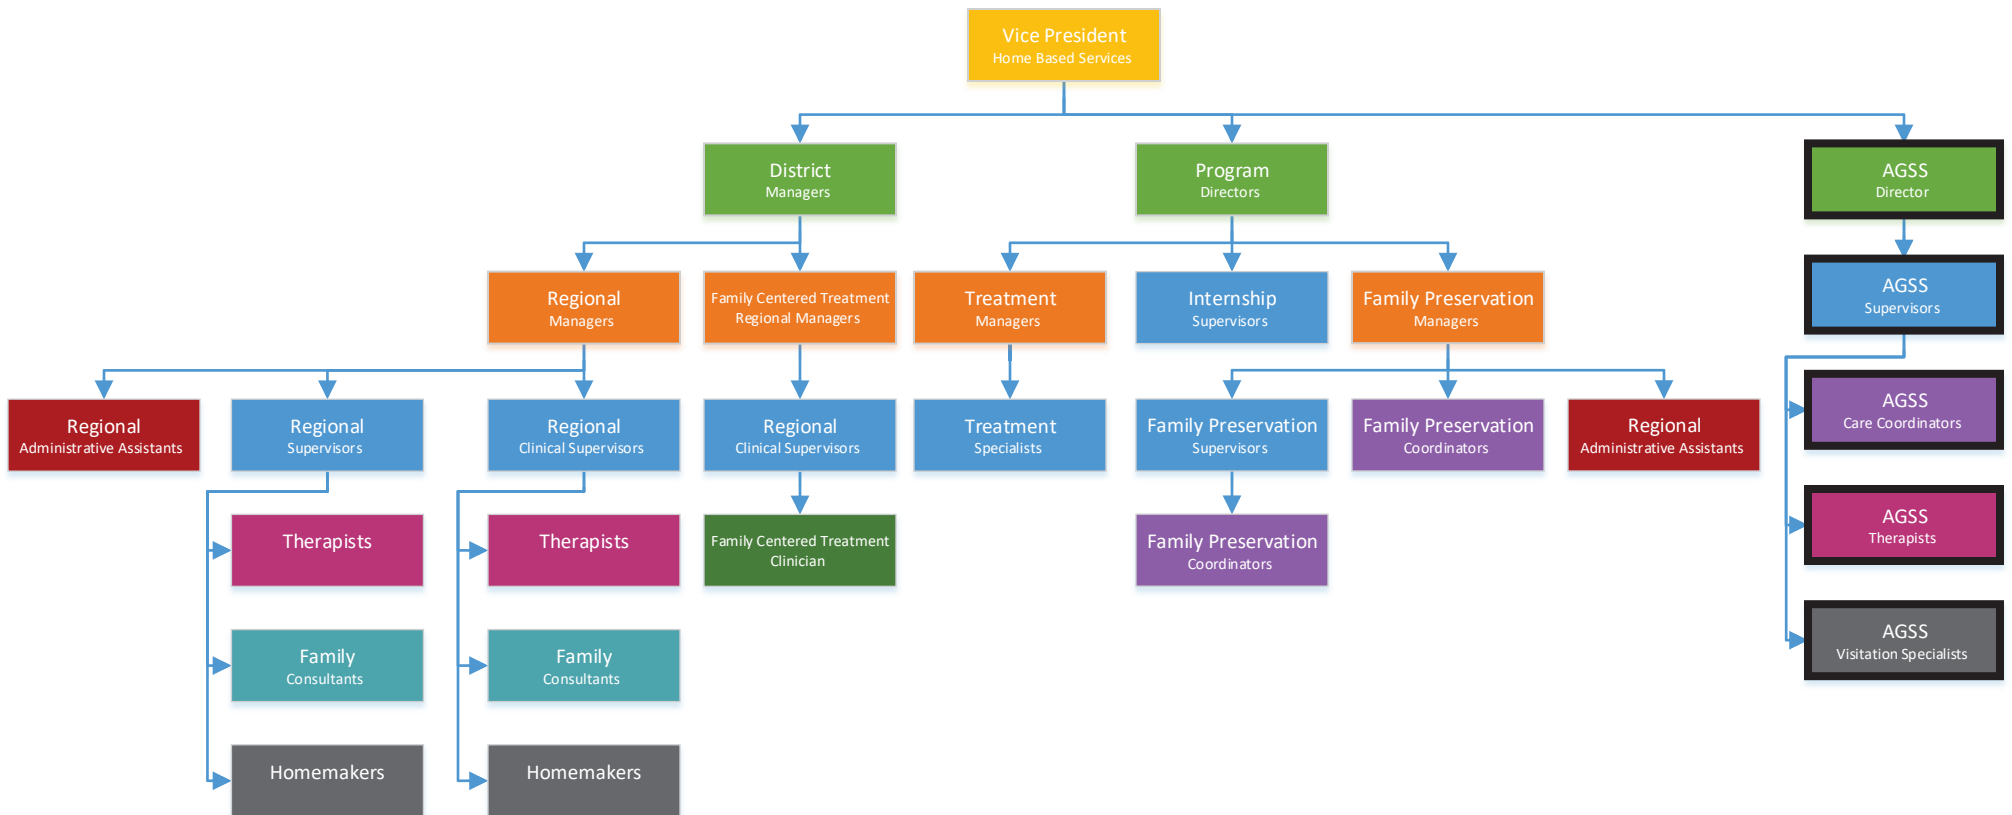 Vice President
Home Based Services
District
Managers
Program
Directors
AGSS
Director
Regional
Managers
Family Centered Treatment
Regional Managers
Treatment
Managers
Internship
Supervisors
Family Preservation
Managers
AGSS
Supervisors
Regional
Administrative Assistants
Regional
Supervisors
Regional
Clinical Supervisors
Regional
Clinical Supervisors
Treatment
Specialists
Family Preservation
Supervisors
Family Preservation
Coordinators
Regional
Administrative Assistants
AGSS
Care Coordinators
Therapists
Therapists
Family Centered Treatment
Clinician
Family Preservation
Coordinators
AGSS
Therapists
Family
Consultants
Family
Consultants
AGSS
Visitation Specialists
Homemakers
Homemakers